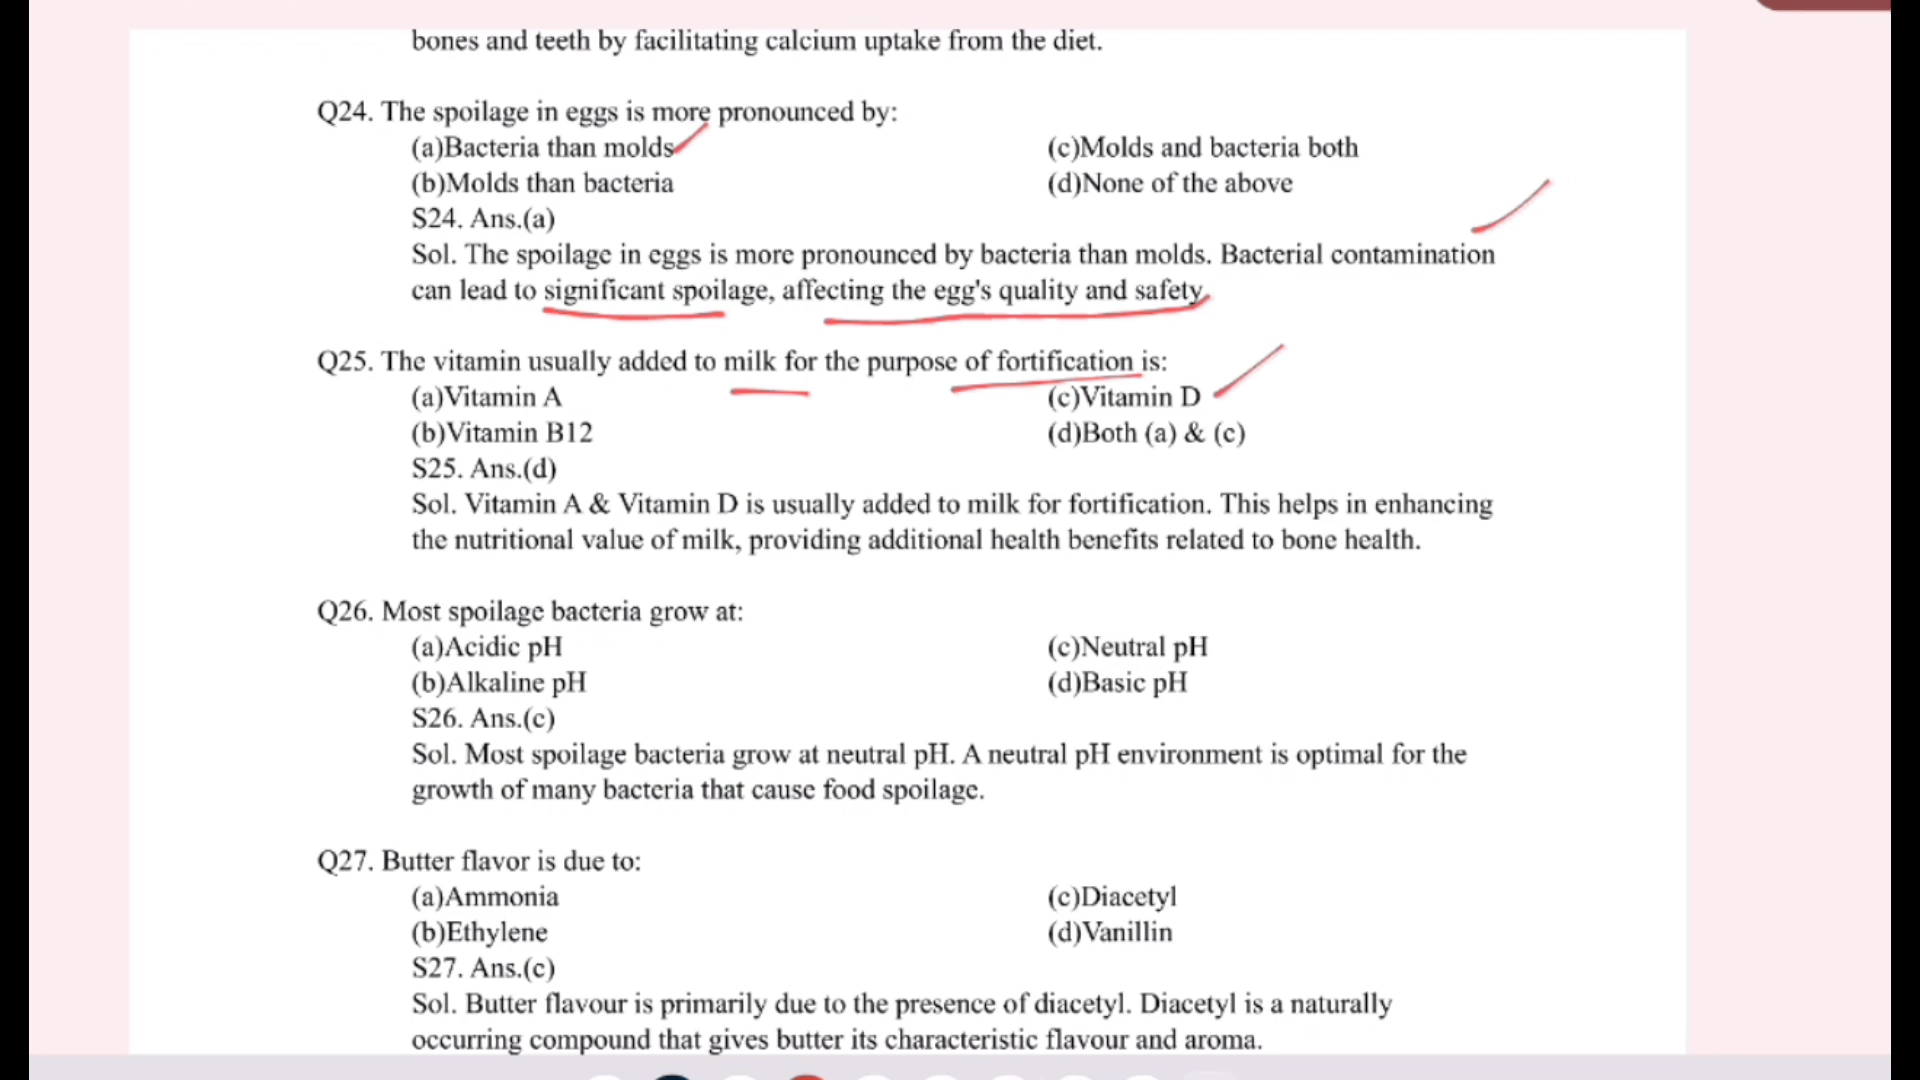 bones and teeth by facilitating calcium uptake from the diet.
Q24. The spoilage in eggs is more pronounced by:
(a)Bacteria than molds
(c)Molds and bacteria both
(b)Molds than bacteria
(d)None of the above
S24. Ans.(a)
Sol. The spoilage in eggs is more pronounced by bacteria than molds. Bacterial contamination
can lead to significant spoilage, affecting the egg's quality and safety.
Q25. The vitamin usually added to milk for the purpose of fortification is:
(a)Vitamin A
(c)Vitamin D
(b)Vitamin B12
(d)Both (a) & (c)
S25. Ans.(d)
Sol. Vitamin A & Vitamin D is usually added to milk for fortification. This helps in enhancing
the nutritional value of milk, providing additional health benefits related to bone health.
Q26. Most spoilage bacteria grow at:
(a)Acidic pH
(c)Neutral pH
(b)Alkaline pH
(d)Basic pH
S26. Ans.(c)
Sol. Most spoilage bacteria grow at neutral pH. A neutral pH environment is optimal for the
growth of many bacteria that cause food spoilage.
Q27. Butter flavor is due to:
(a)Ammonia
(c)Diacetyl
(b)Ethylene
(d)Vanillin
S27. Ans.(c)
Sol. Butter flavour is primarily due to the presence of diacetyl. Diacetyl is a naturally
occurring compound that gives butter its characteristic flavour and aroma.